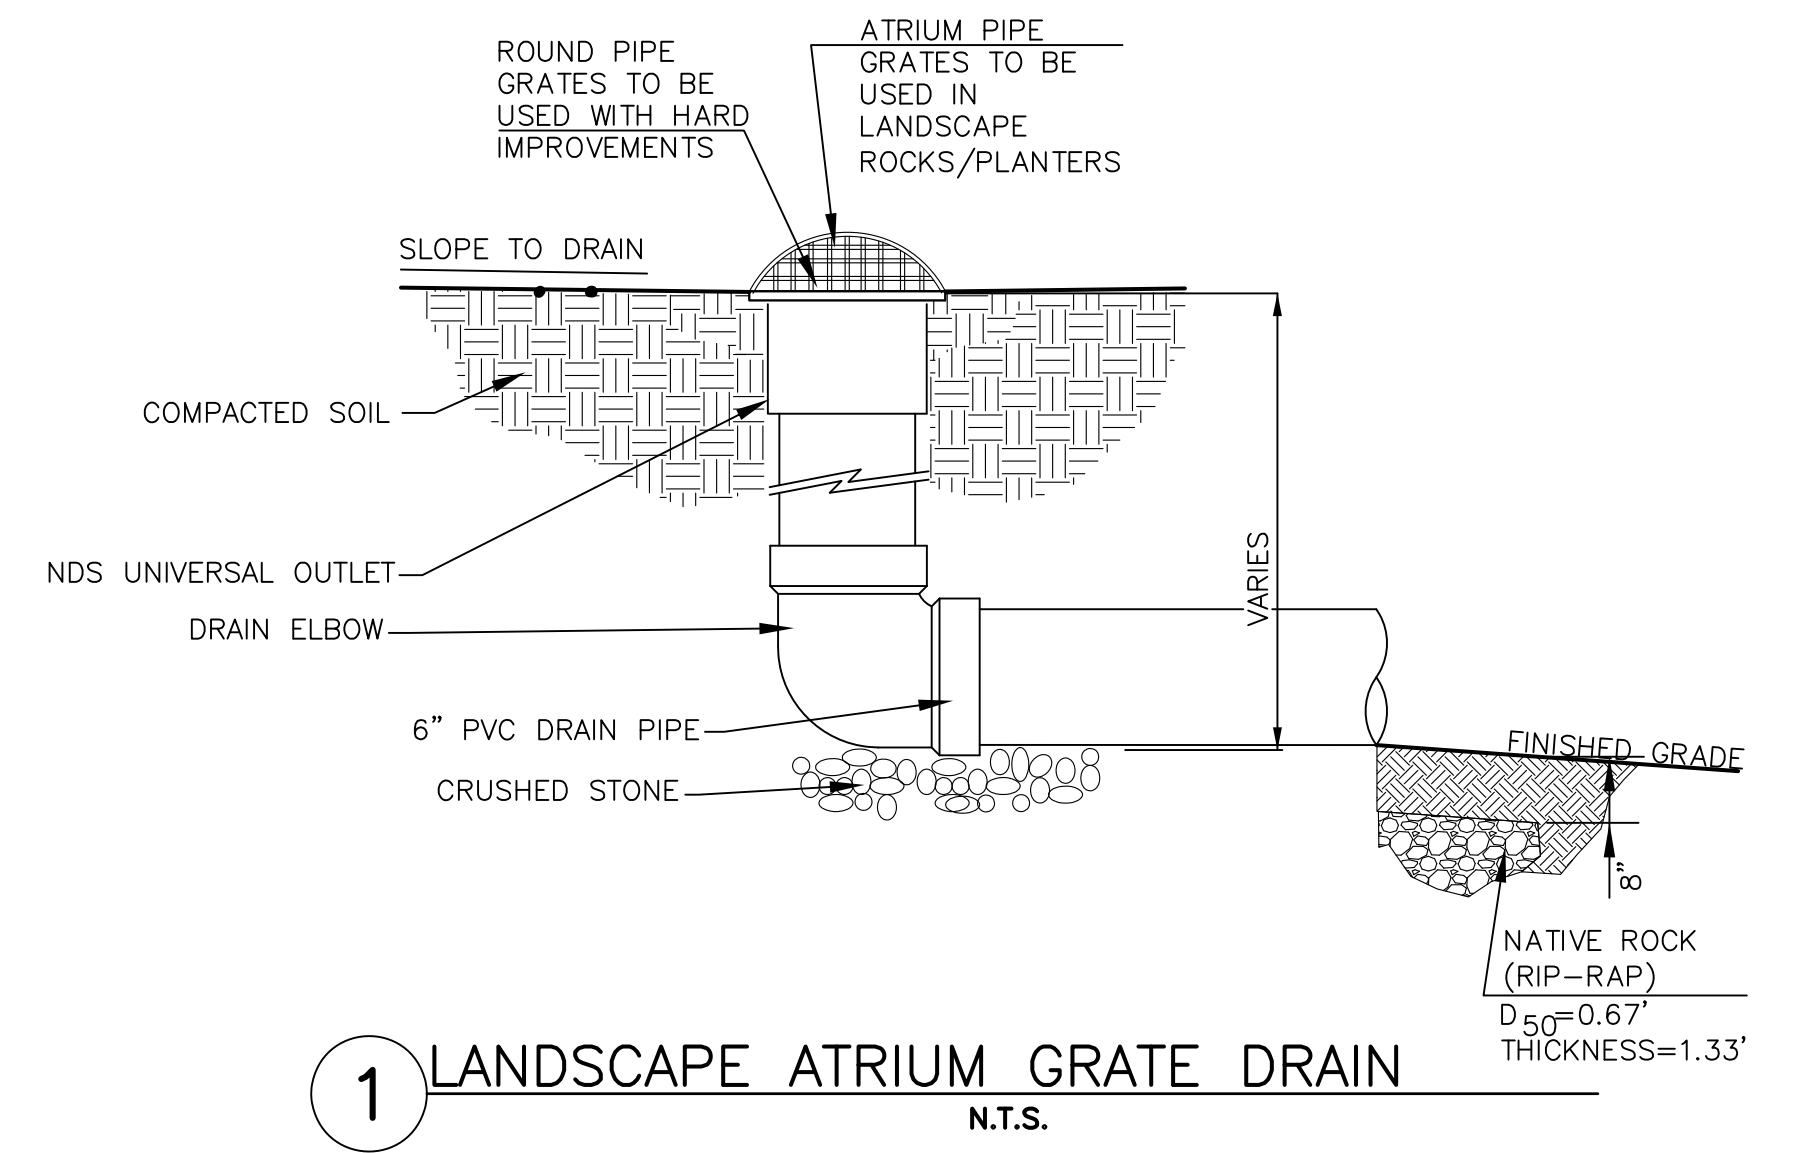 ROUND PIPE
GRATES TO BE
USED WITH HARD
IMPROVEMENTS
ATRIUM PIPE
GRATES TO BE
USED IN
LANDSCAPE
ROCKS/PLANTERS
SLOPE TO DRAIN
COMPACTED SOIL
NDS UNIVERSAL OUTLET
DRAIN ELBOW
6" PVC DRAIN PIPE
CRUSHED STONE
VARIES
FINISHED GRADE
8"
NATIVE ROCK
(RIP-RAP)
D50=0.67'
THICKNESS=1.33'
1 LANDSCAPE ATRIUM GRATE DRAIN
N.T.S.